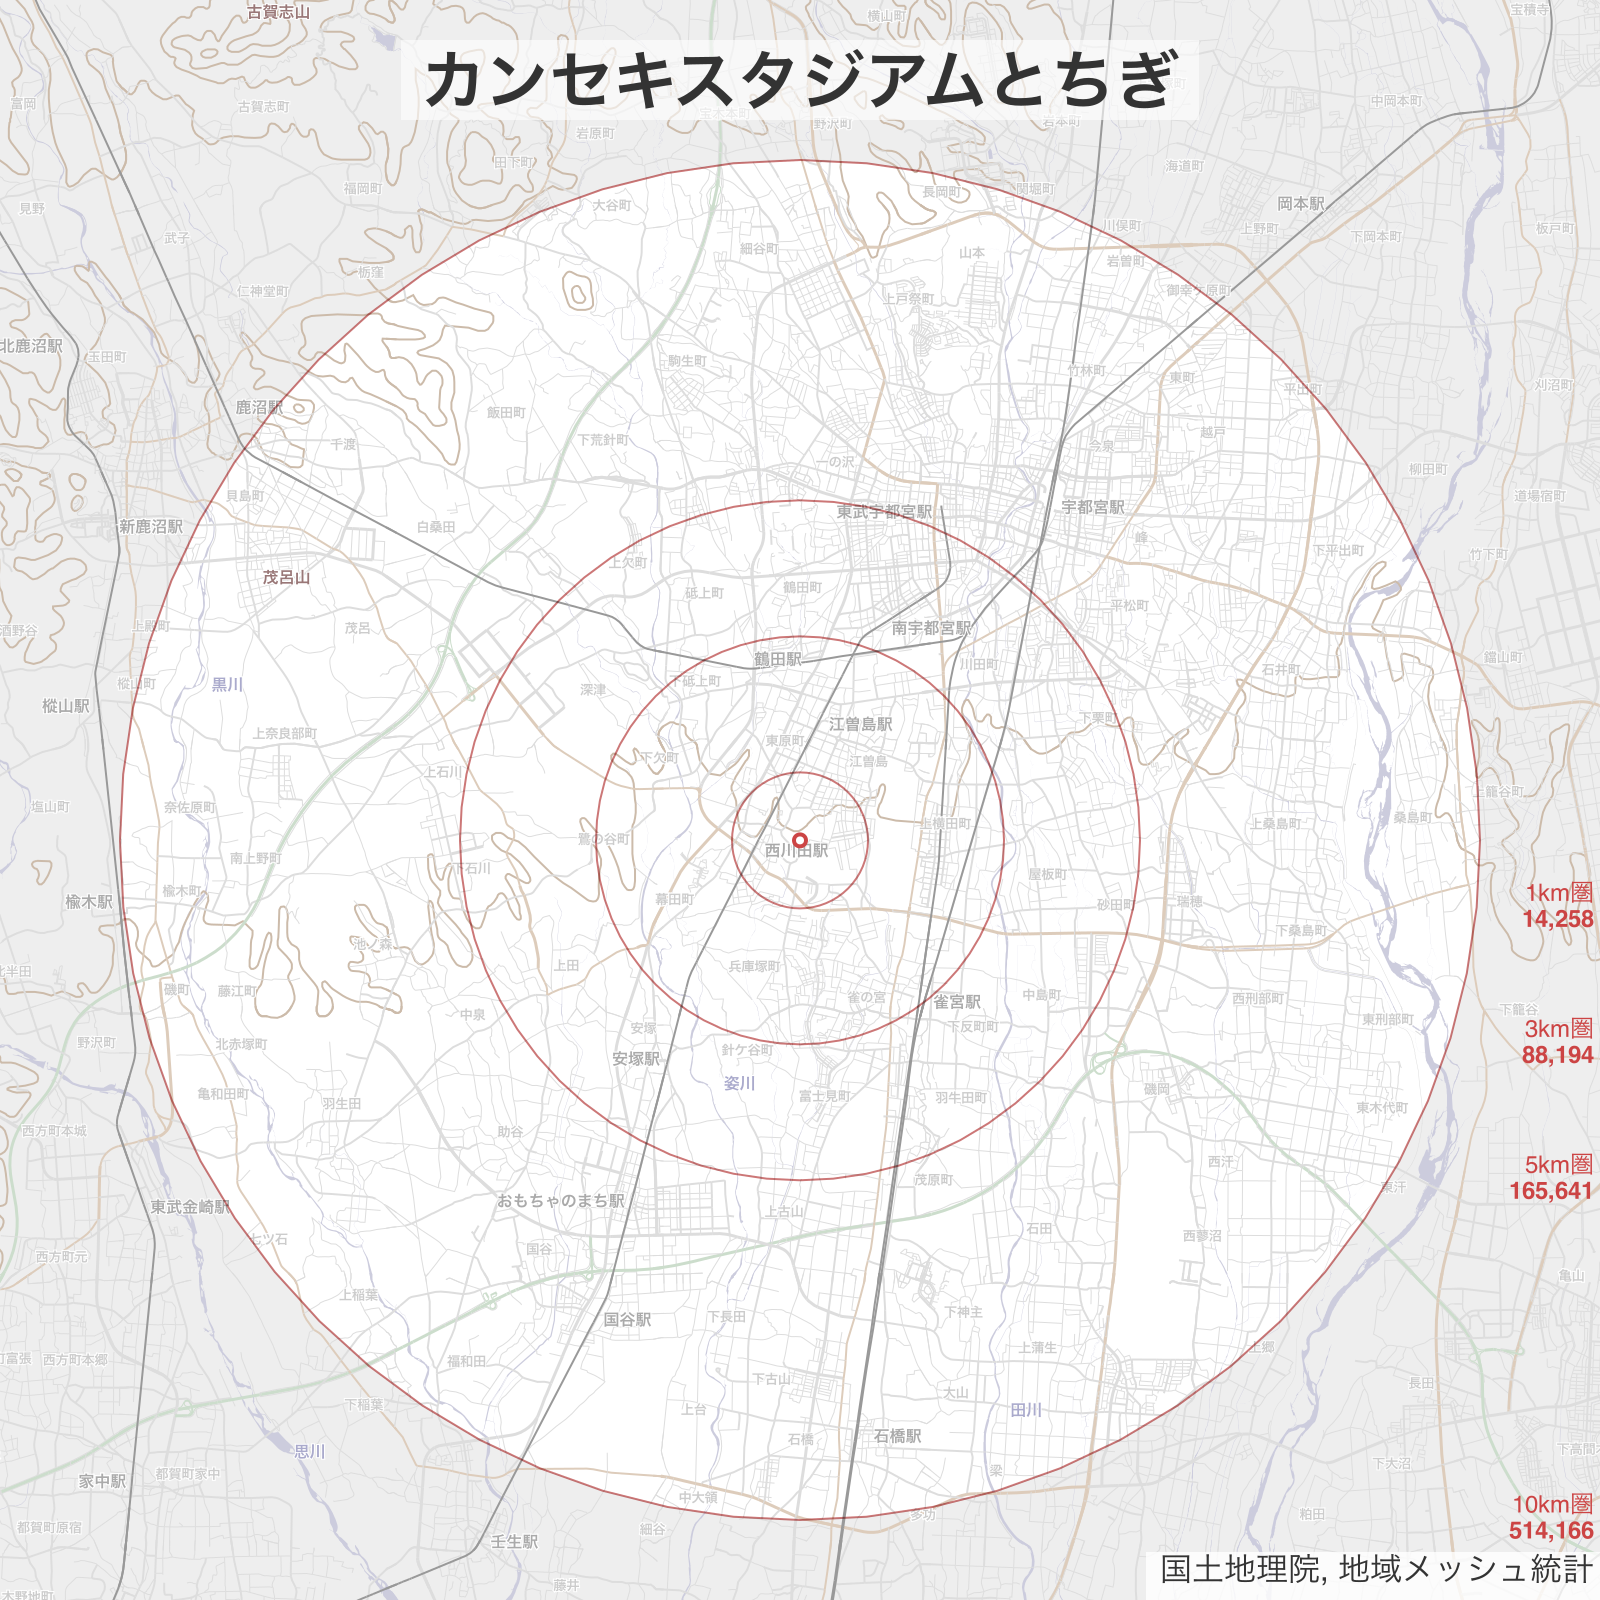 古賀志山
横山町
宝積寺
カンセキスタジアムとちぎ
富岡
古賀志町
岩原町
宝木本町
野沢町
岩本町
中岡本町
田下町
海道町
福岡町
長岡町
関堀町
見野
大谷町
岡本駅
武子
細谷町
山本
川俣町
上野町
下岡本町
板戸町
栃窪
岩曽町
仁神堂町
上戸祭町
御幸ケ原町
北鹿沼駅
玉田町
駒生町
竹林町
東町
平出町
刈沼町
鹿沼駅
飯田町
千渡
下荒針町
一の沢
今泉
越戸
柳田町
貝島町
道場宿町
新鹿沼駅
白桑田
東武宇都宮駅
宇都宮駅
峰
下平出町
竹下町
茂呂山
上欠町
砥上町
鶴田町
平松町
酒野谷
上殿町
茂呂
南宇都宮駅
鶴田駅
川田町
石井町
鐺山町
樅山町
黒川
深津
下砥上町
樅山駅
江曽島駅
下栗町
上奈良部町
東原町
下欠町
江曽島
上石川
塩山町
奈佐原町
上籠谷町
桑島町
上桑島町
上横田町
鷺の谷町
西川田駅
南上野町
下石川
屋板町
楡木町
楡木駅
幕田町
砂田町
瑞穂
1km圏
14,258
下桑島町
池ノ森
北半田
上田
兵庫塚町
磯町
藤江町
雀の宮
雀宮駅
中島町
西刑部町
下籠谷
中泉
安塚
下反町町
東刑部町
3km圏
88,194
野沢町
北赤塚町
安塚駅
針ケ谷町
姿川
亀和田町
羽生田
富士見町
羽牛田町
磯岡
東木代町
西方町本城
助谷
西汗
5km圏
165,641
東武金崎駅
おもちゃのまち駅
茂原町
東汗
上古山
七ツ石
国谷
石田
西蓼沼
西方町元
亀山
上稲葉
国谷駅
下長田
下神主
町富張
西方町本郷
福和田
上蒲生
上郷
下古山
大山
長田
下稲葉
上台
田川
石橋
石橋駅
思川
下高間木
家中駅
都賀町家中
梁
下大沼
中大領
多功
粕田
10km圏
514,166
都賀町原宿
細谷
壬生駅
国土地理院, 地域メッシュ統計
藤井
木野地町